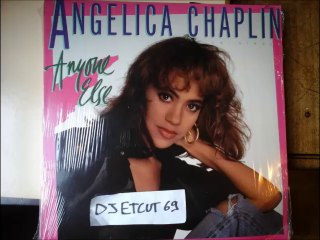 ANGELICA CHAPLIN
Anyone
Else
DJ ETCUT 69